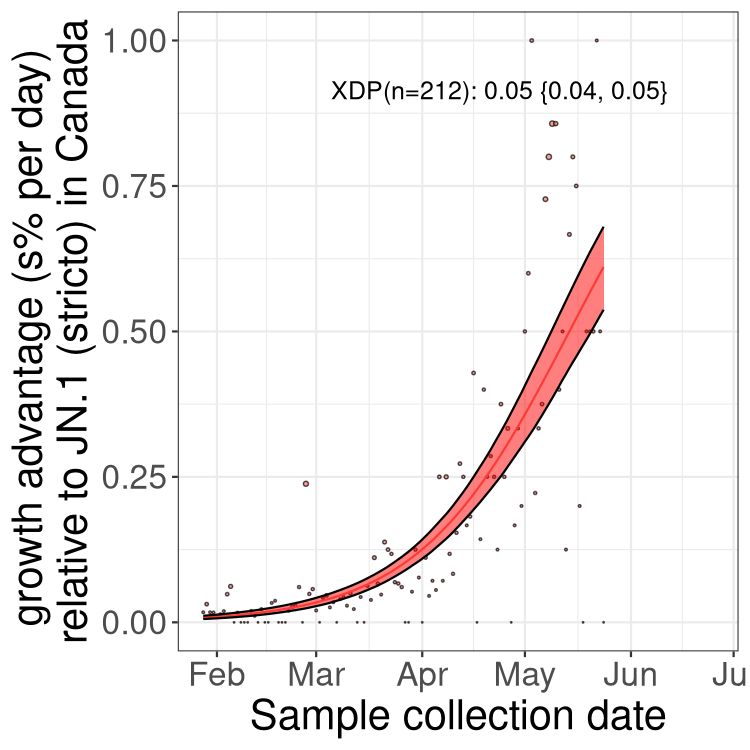 growth advantage (s% per day)
relative to JN.1 (stricto) in Canada
1.00
0.75
0.50
0.25
0.00
XDP(n=212): 0.05 {0.04, 0.05}
Feb Mar Apr May Jun Ju
Sample collection date